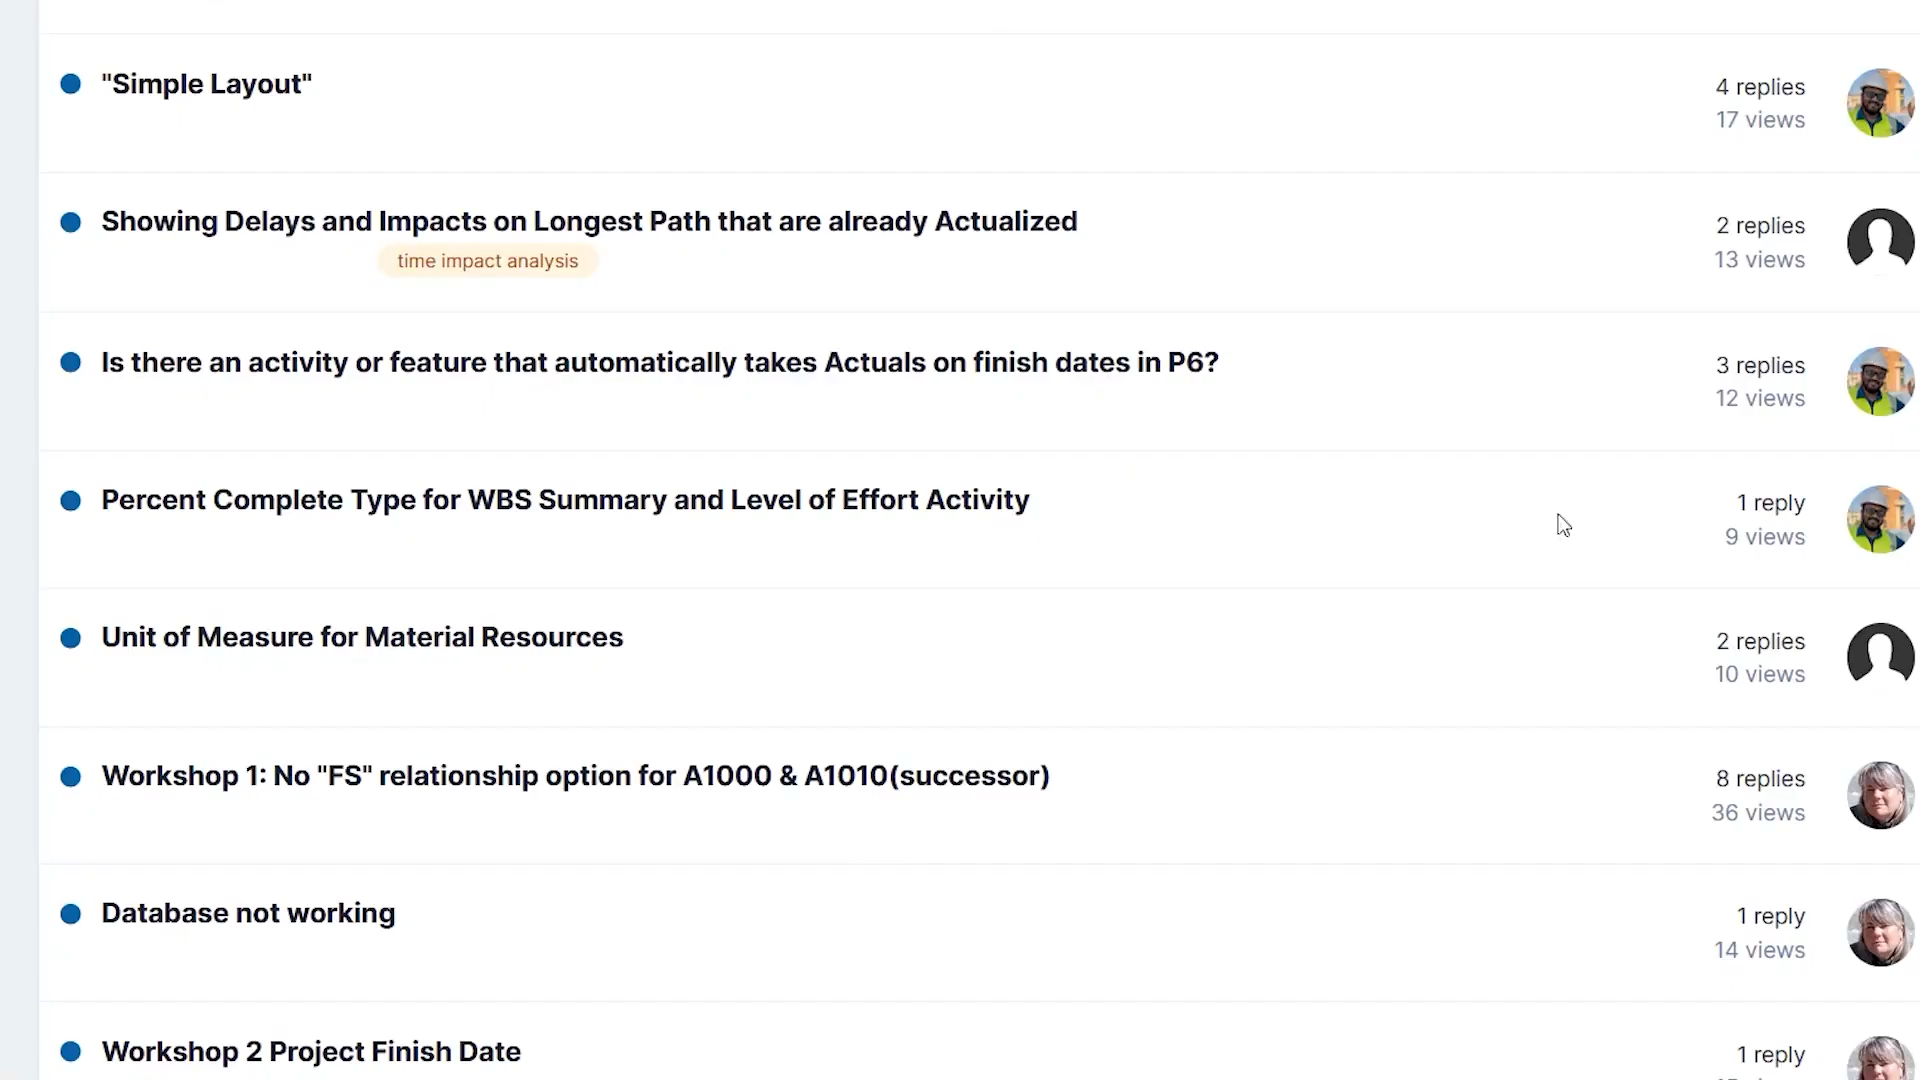 "Simple Layout"
4 replies
17 views
Showing Delays and Impacts on Longest Path that are already Actualized
time impact analysis
2 replies
13 views
Is there an activity or feature that automatically takes Actuals on finish dates in P6?
3 replies
12 views
Percent Complete Type for WBS Summary and Level of Effort Activity
1 reply
9 views
Unit of Measure for Material Resources
2 replies
10 views
Workshop 1: No "FS" relationship option for A1000 & A1010(successor)
8 replies
36 views
Database not working
1 reply
14 views
Workshop 2 Project Finish Date
1 reply